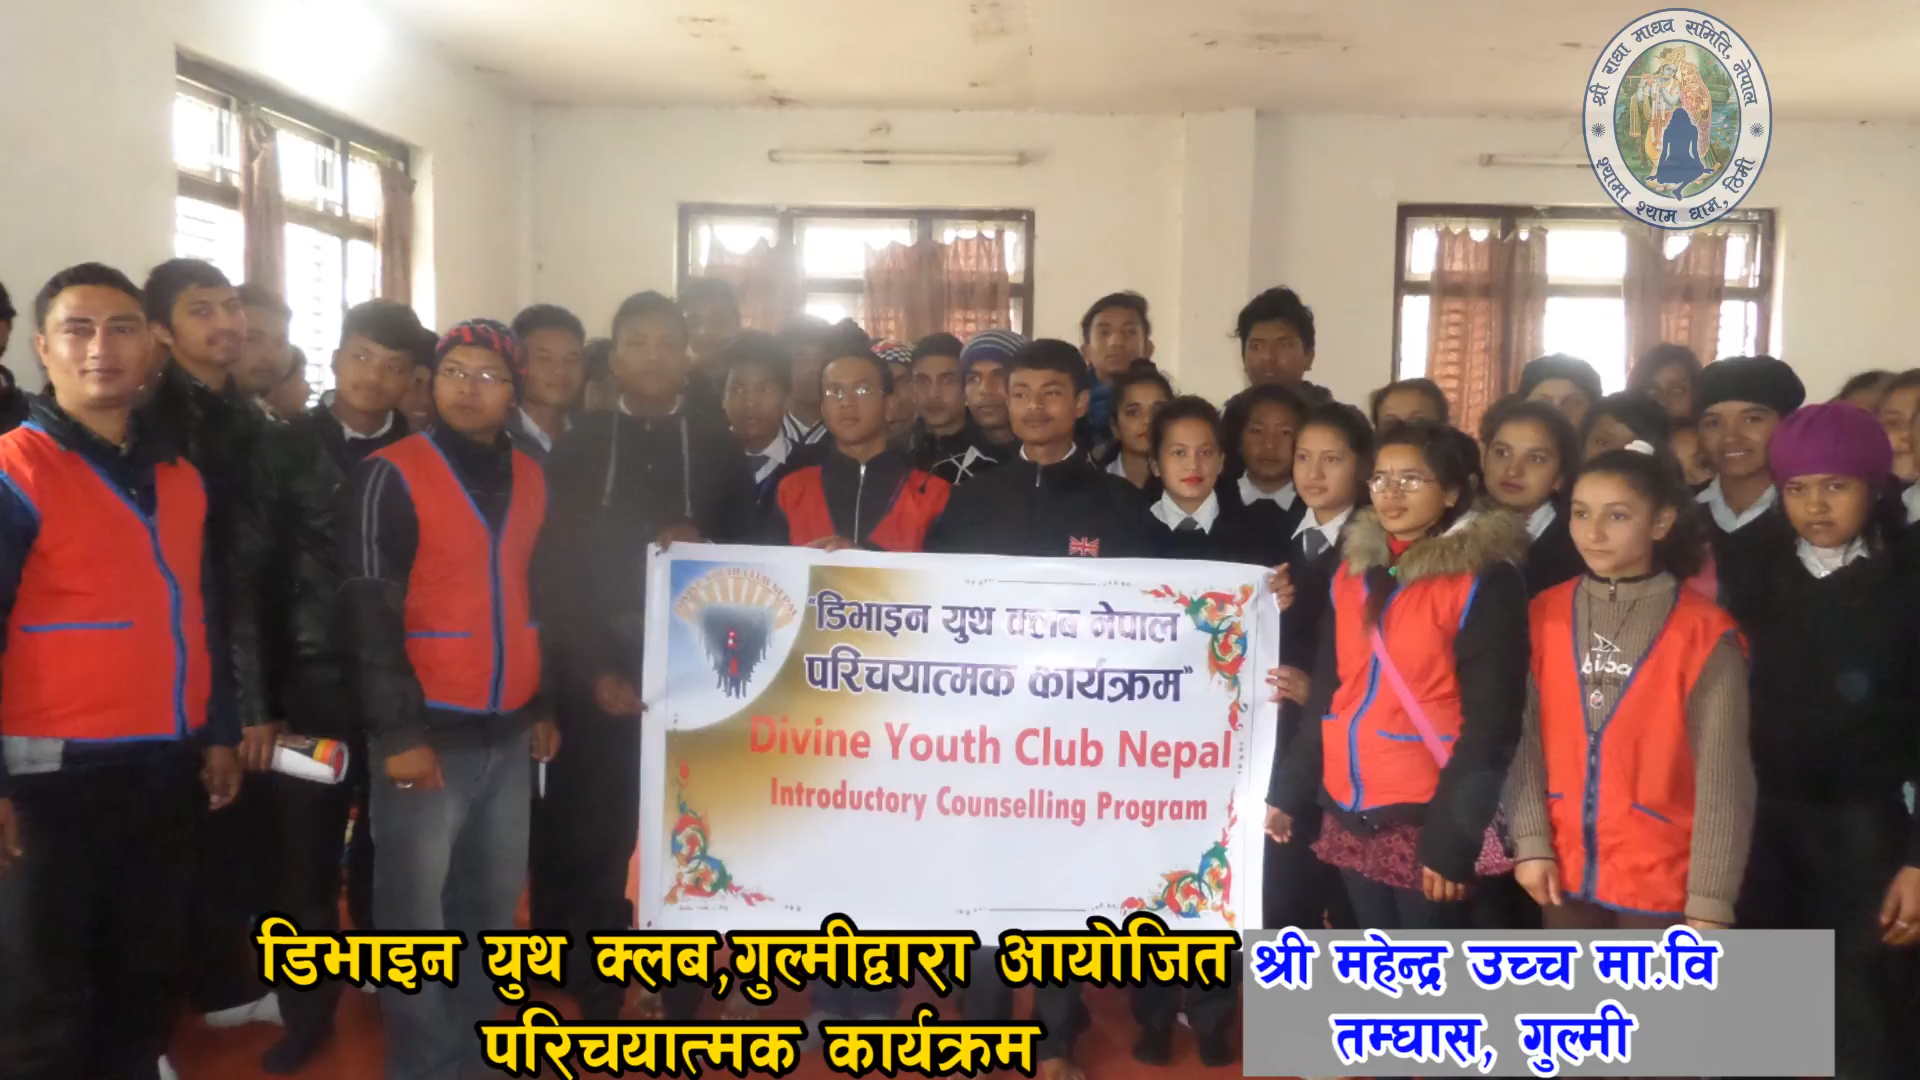 श्री राधा माधव समिति, नेपाल
श्यामा श्याम धाम, ठिमी
"डिभाइन युथ क्लब नेपाल
परिचयात्मक कार्यक्रम"
Divine Youth Club Nepal
Introductory Counselling Program
biba
डिभाइन युथ क्लब,गुल्मीद्वारा आयोजित
परिचयात्मक कार्यक्रम
श्री महेन्द्र उच्च मा.वि
तम्घास, गुल्मी